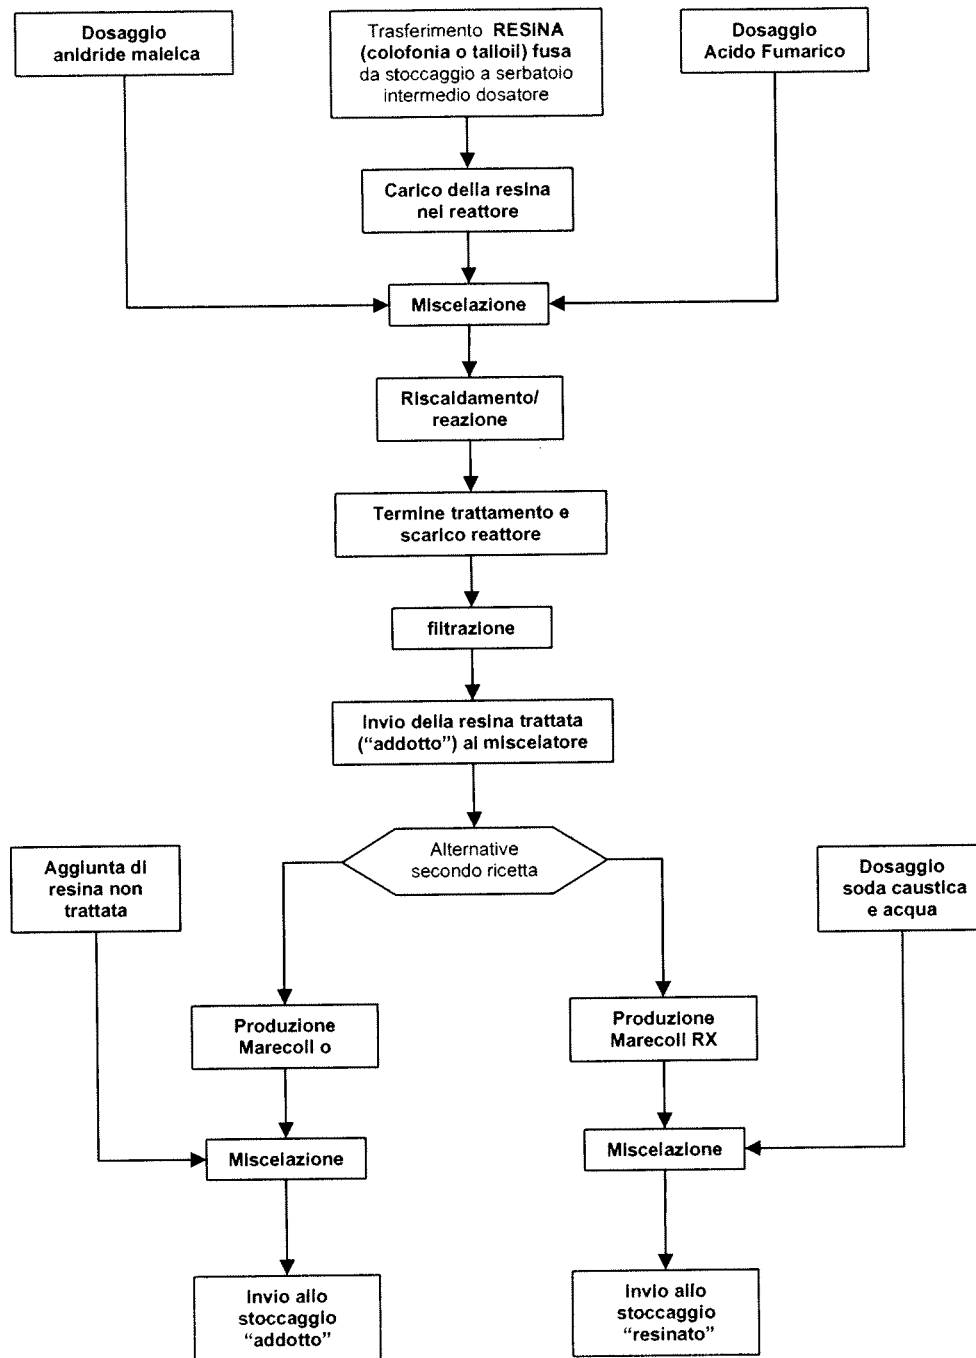 Dosaggio
anidride maleica
Trasferimento RESINA
(colofonia o talloil) fusa
da stoccaggio a serbatoio
intermedio dosatore
Dosaggio
Acido Fumarico
Carico della resina
nel reattore
Miscelazione
Riscaldamento/
reazione
Termine trattamento e
scarico reattore
filtrazione
Invio della resina trattata
(“addotto”) al miscelatore
Alternative
secondo ricetta
Aggiunta di
resina non
trattata
Dosaggio
soda caustica
e acqua
Produzione
Marecoll o
Produzione
Marecoll RX
Miscelazione
Miscelazione
Invio allo
stoccaggio
“addotto”
Invio allo
stoccaggio
“resinato”